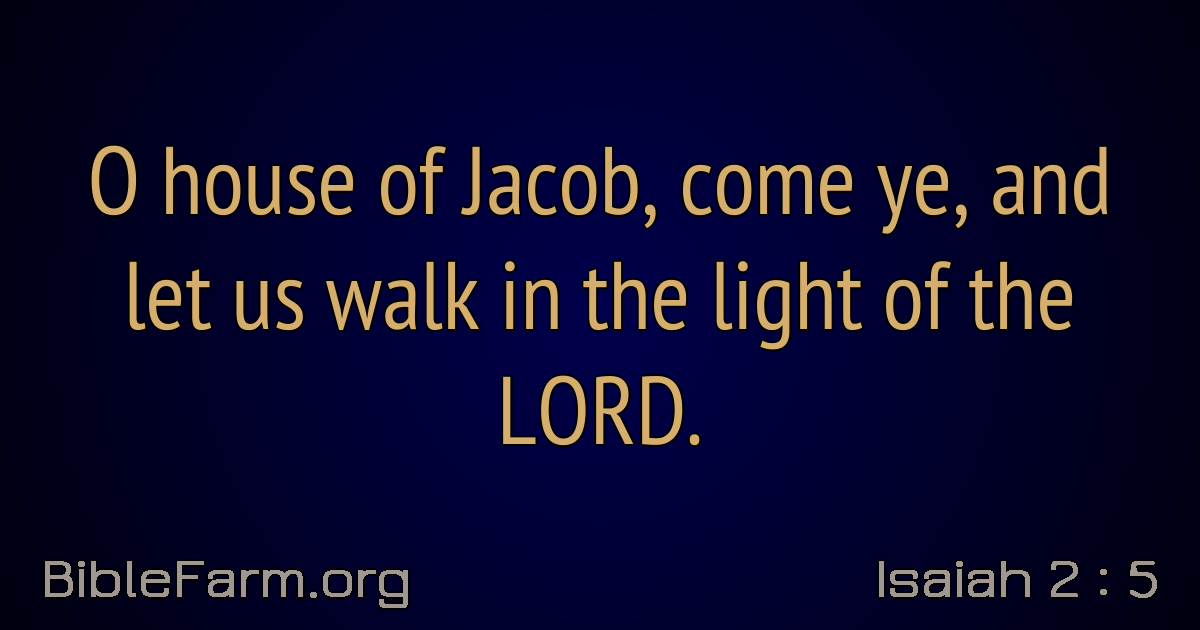 O house of Jacob, come ye, and
let us walk in the light of the
LORD.
BibleFarm.org
Isaiah 2 : 5